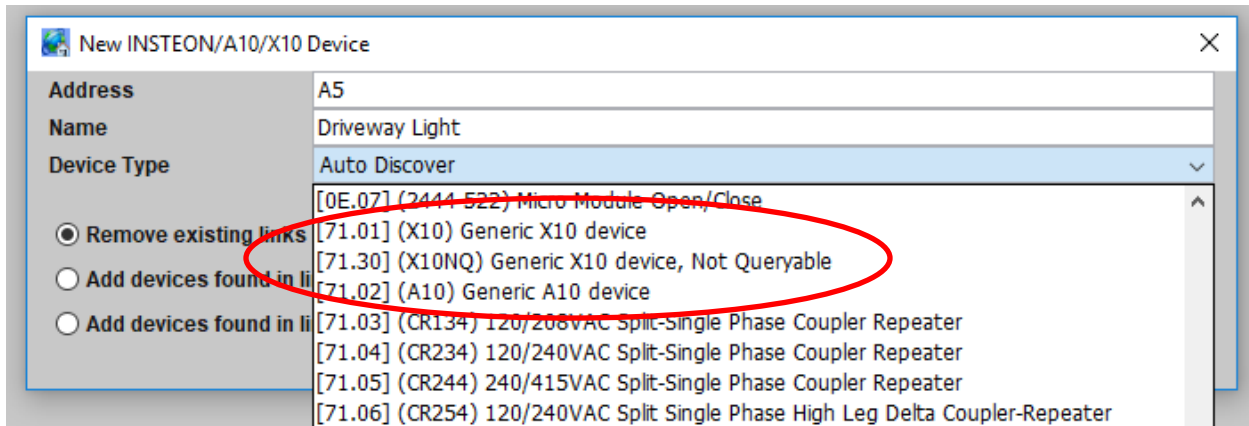 New INSTEON/A10/X10 Device
Address A5
Name Driveway Light
Device Type Auto Discover
[0E.07] (2444-522) Micro Module Open/Close
Remove existing links [71.01] (X10) Generic X10 device
[71.30] (X10NQ) Generic X10 device, Not Queryable
Add devices found in li [71.02] (A10) Generic A10 device
Add devices found in li [71.03] (CR134) 120/208VAC Split-Single Phase Coupler Repeater
[71.04] (CR234) 120/240VAC Split-Single Phase Coupler Repeater
[71.05] (CR244) 240/415VAC Split-Single Phase Coupler Repeater
[71.06] (CR254) 120/240VAC Split Single Phase High Leg Delta Coupler-Repeater